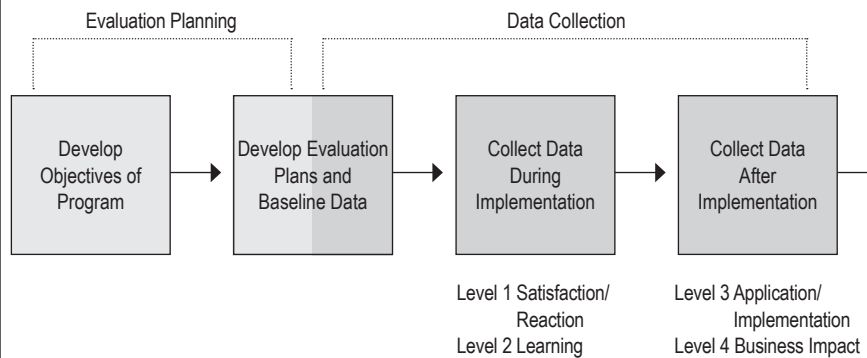 Evaluation Planning
Data Collection
Develop
Objectives of
Program
Develop Evaluation
Plans and
Baseline Data
Collect Data
During
Implementation
Collect Data
After
Implementation
Level 1 Satisfaction/
Reaction
Level 2 Learning
Level 3 Application/
Implementation
Level 4 Business Impact